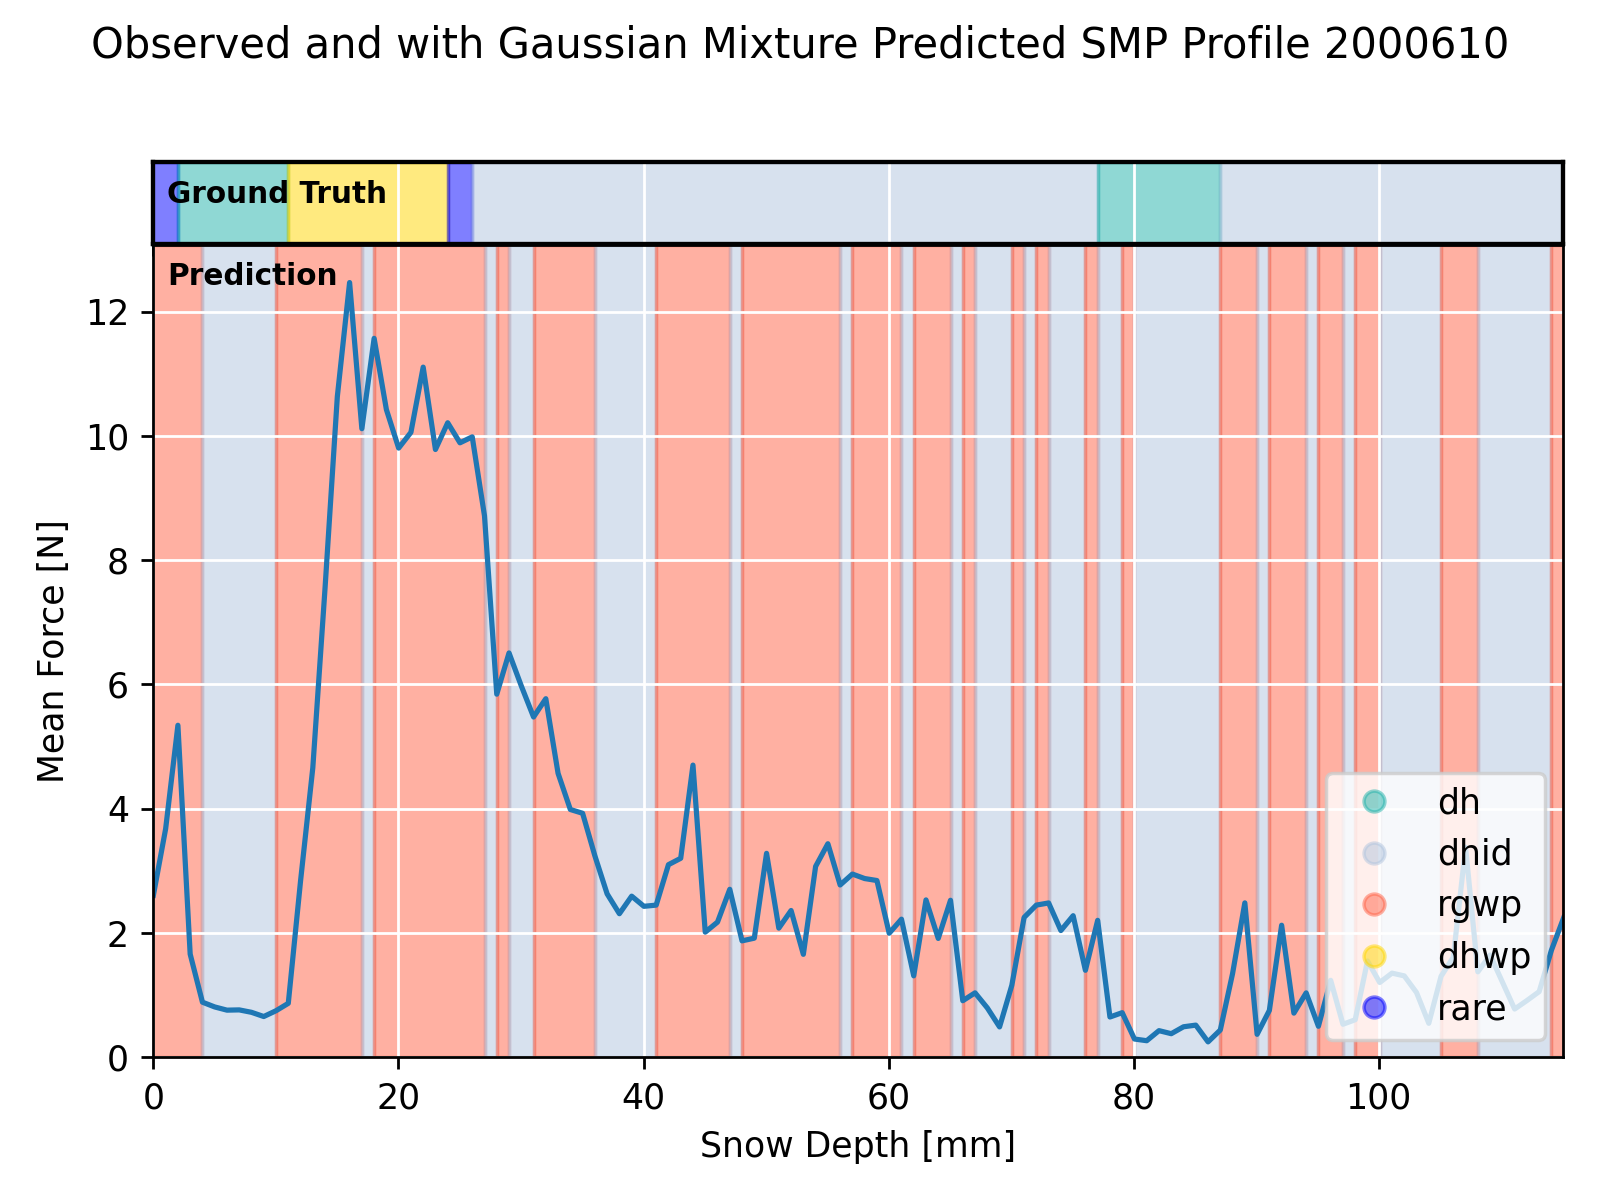 Observed and with Gaussian Mixture Predicted SMP Profile 2000610
Ground Truth
Prediction
12
10
8
6
4
2
0
Mean Force [N]
dh
dhid
rgwp
dhwp
rare
0 20 40 60 80 100
Snow Depth [mm]